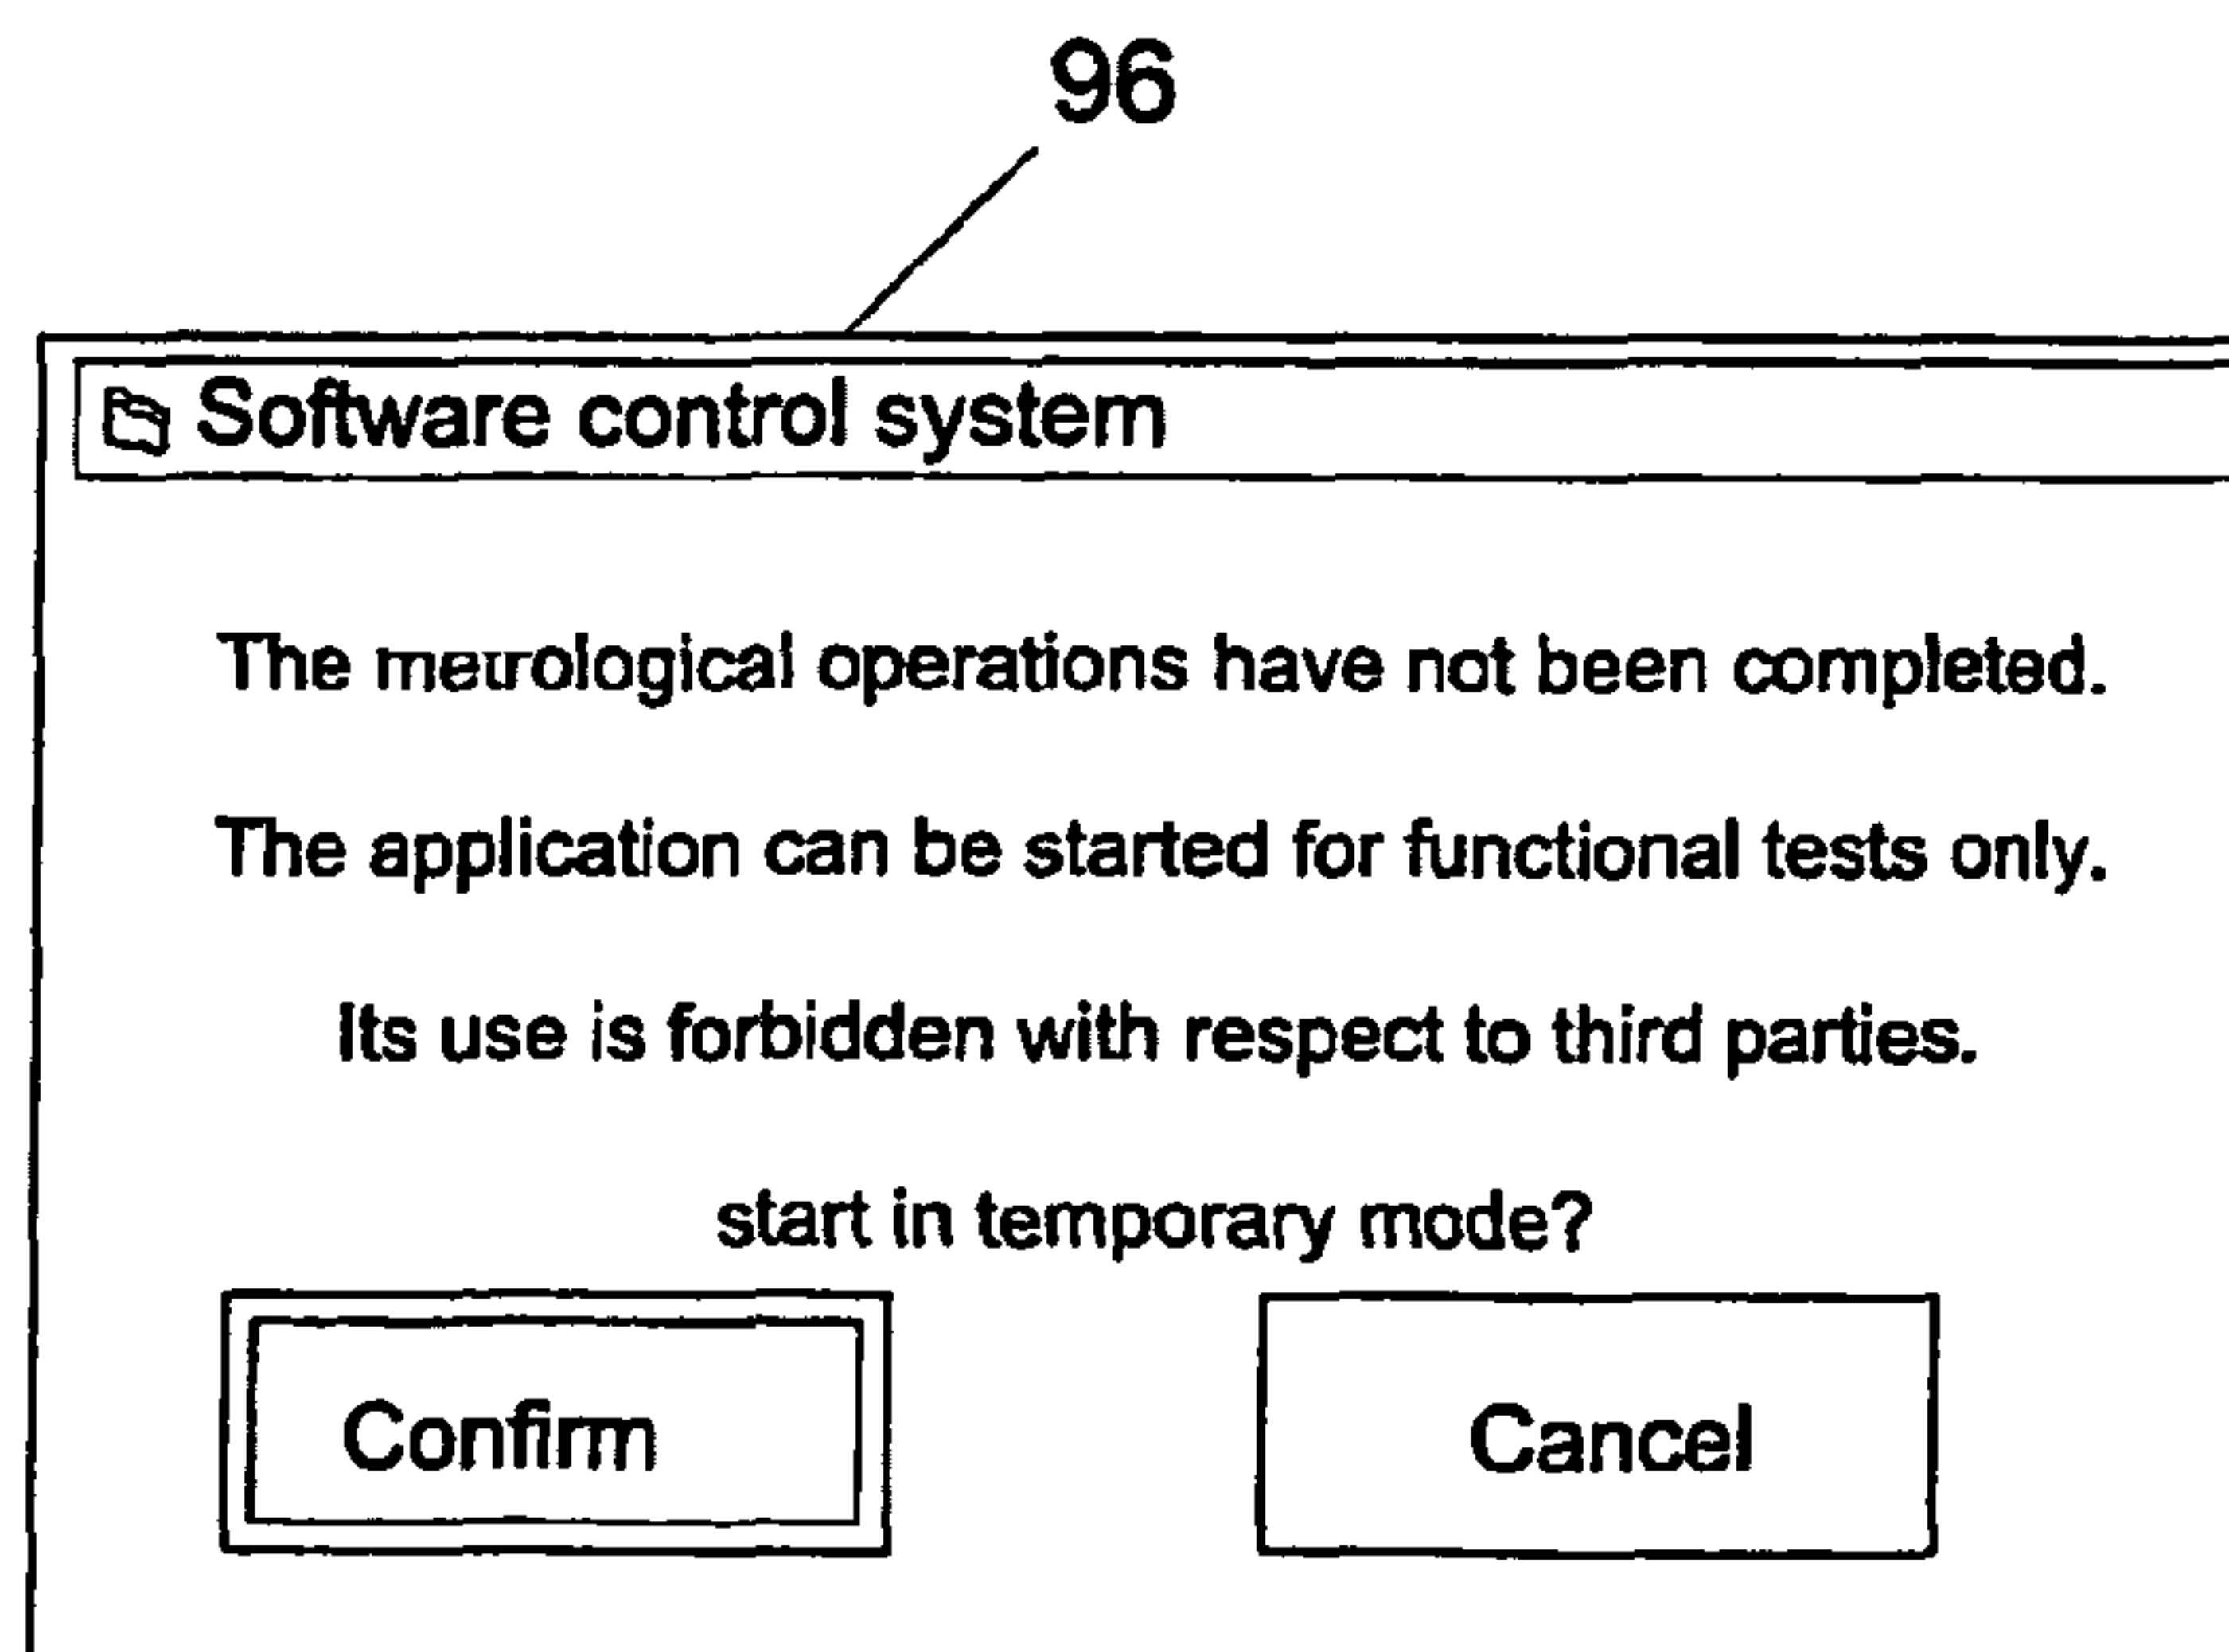 96
Software control system
The metrological operations have not been completed.
The application can be started for functional tests only.
Its use is forbidden with respect to third parties.
start in temporary mode?
Confirm Cancel